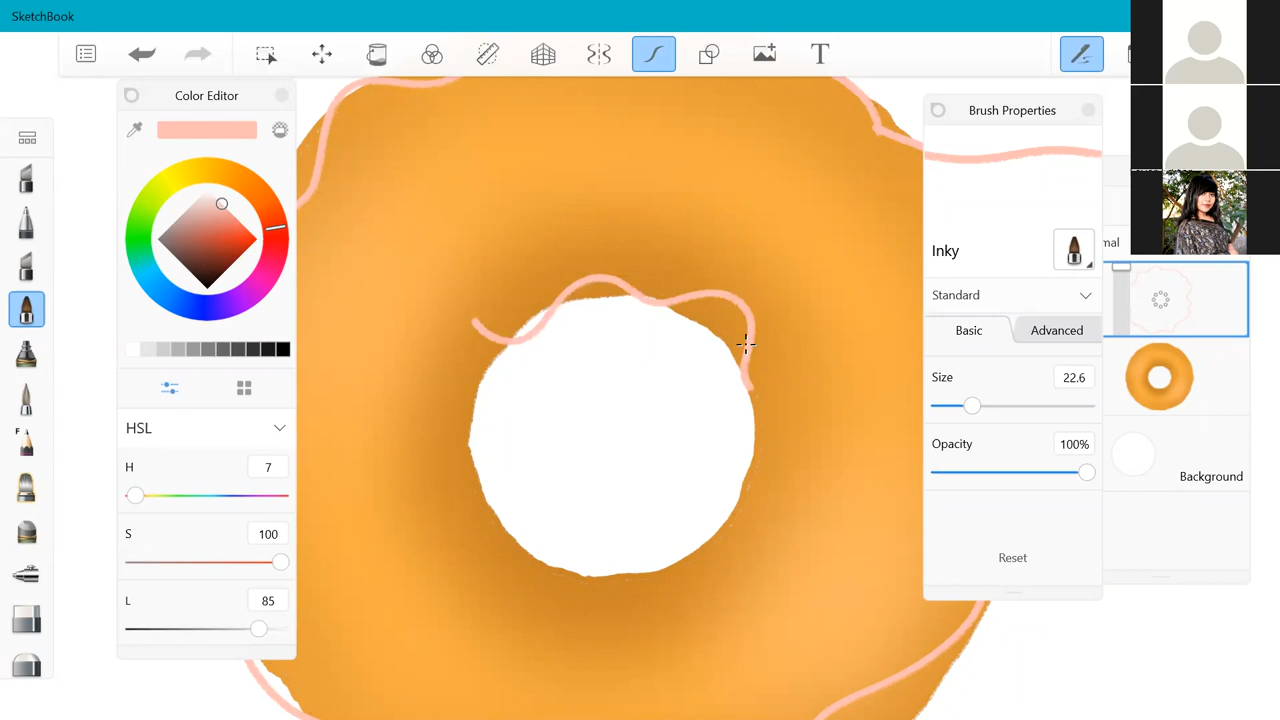 SketchBook
T
Color Editor
HSL
H 7
S 100
L 85
F
Brush Properties
Inky
Standard
Basic Advanced
Size 22.6
Opacity 100%
Reset
mal
Background